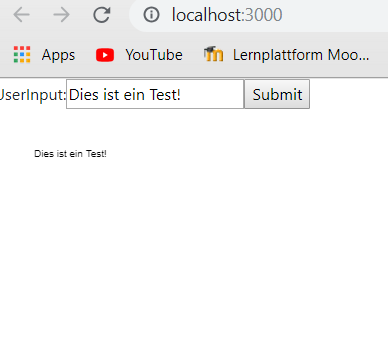 localhost:3000
Apps YouTube Lernplattform Moo...
UserInput: Dies ist ein Test! Submit
Dies ist ein Test!